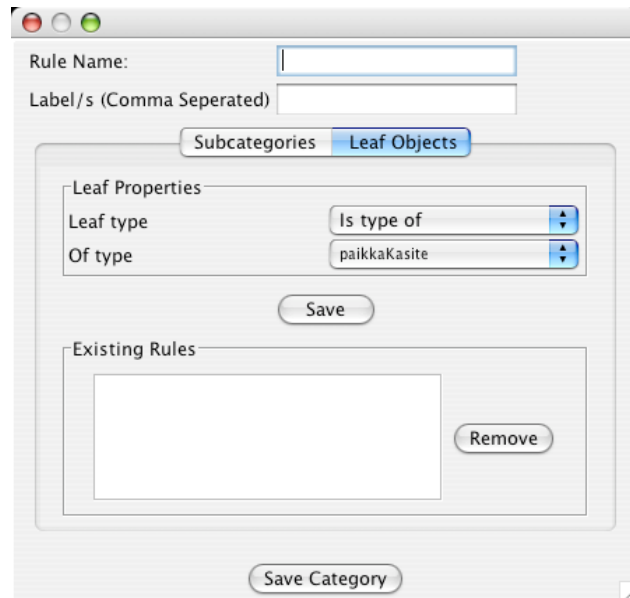 Rule Name:
Label/s (Comma Seperated)
Subcategories Leaf Objects
Leaf Properties
Leaf type Is type of
Of type paikkaKasite
Save
Existing Rules
Remove
Save Category